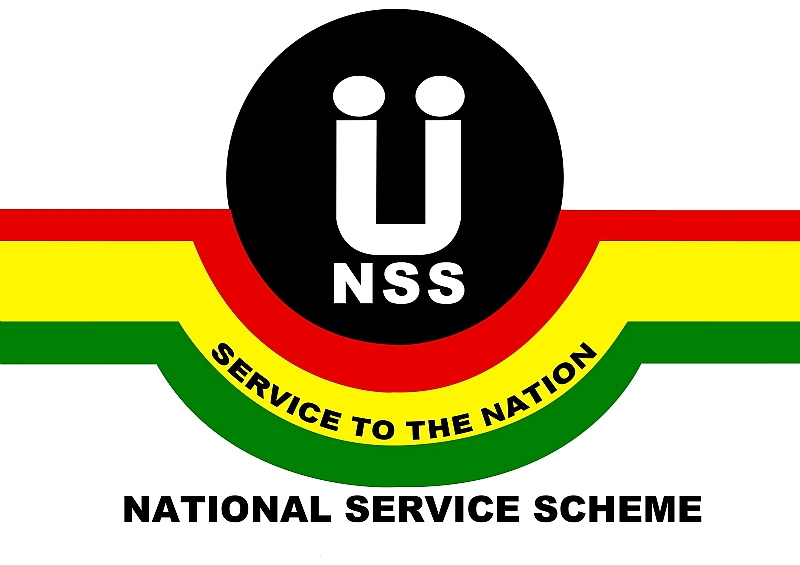 Ü
NSS
SERVICE TO THE NATION
NATIONAL SERVICE SCHEME